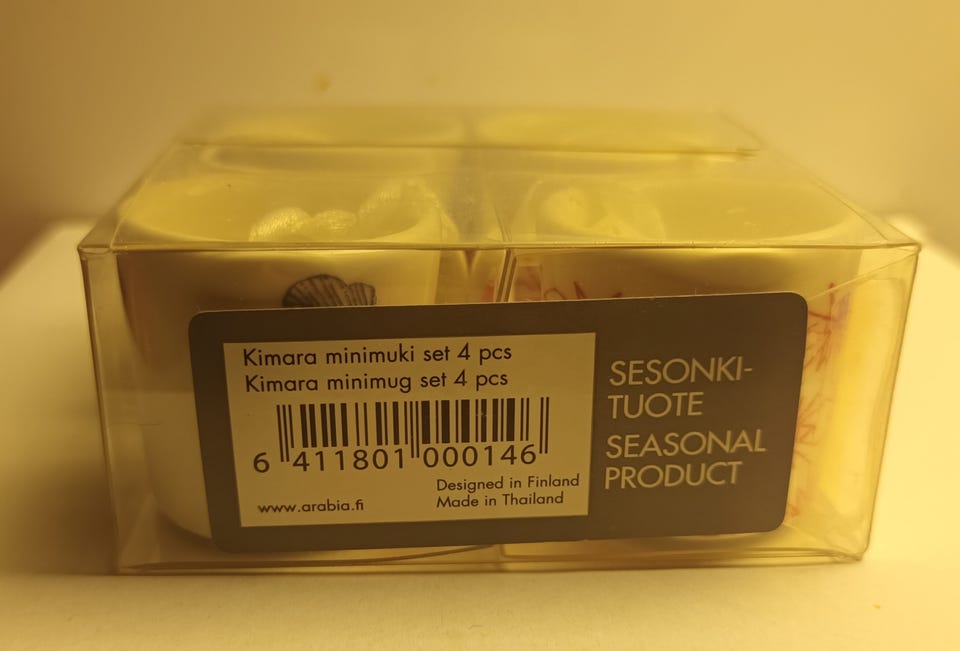 Kimara minimuki set 4 pcs
Kimara minimug set 4 pcs
6 411801 000146
www.arabia.fi
Designed in Finland
Made in Thailand
SESONKI-
TUOTE
SEASONAL
PRODUCT